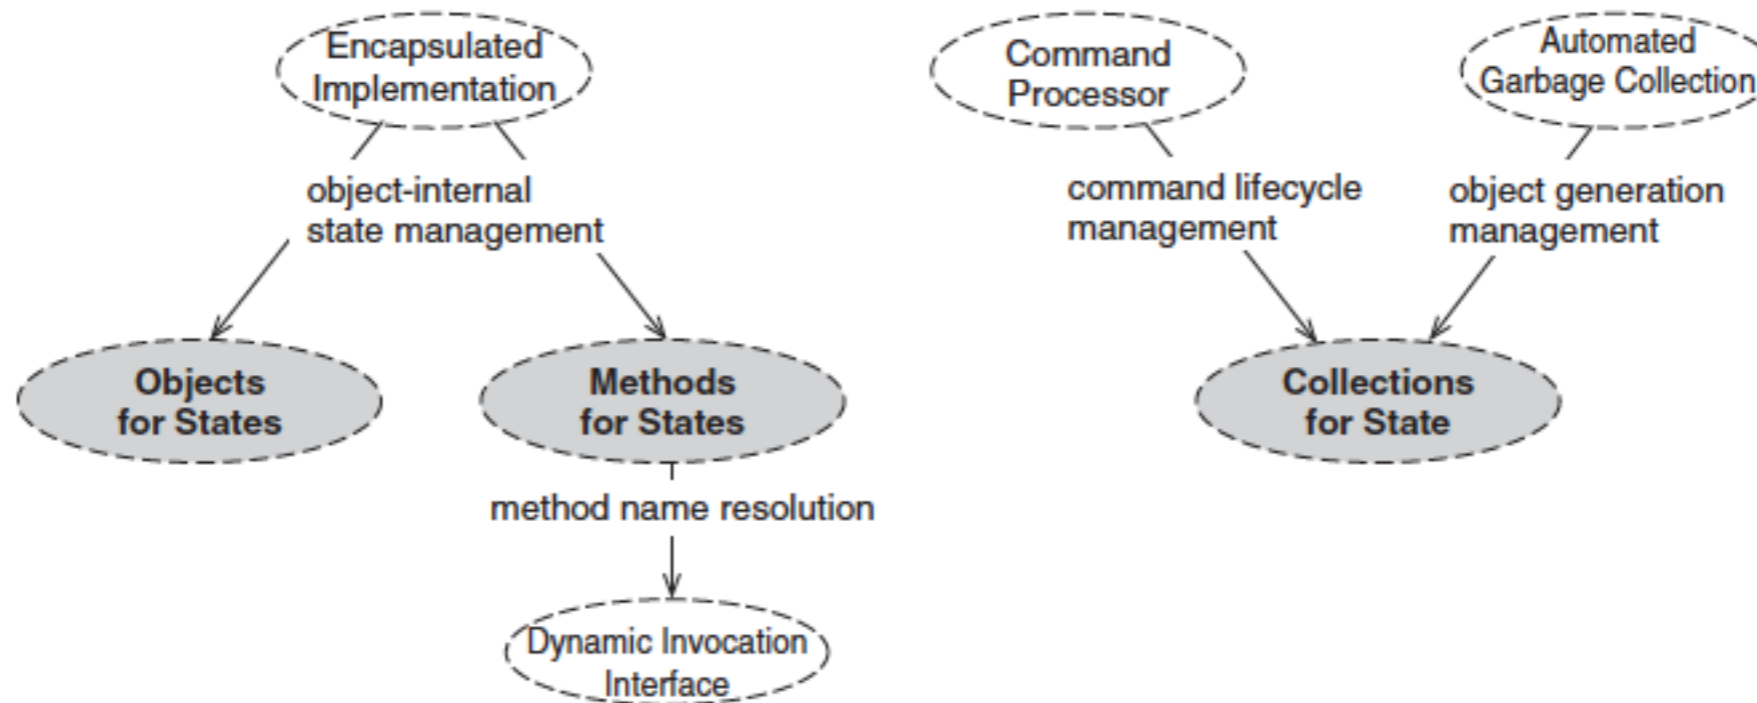 Encapsulated
Implementation
Command
Processor
Automated
Garbage Collection
object-internal
state management
command lifecycle
management
object generation
management
Objects
for States
Methods
for States
Collections
for State
method name resolution
Dynamic Invocation
Interface